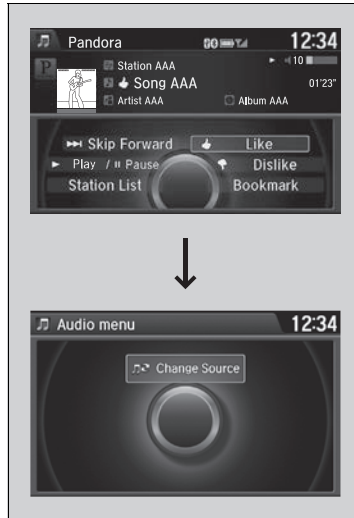 Pandora 12:34
Station AAA 10
Song AAA 01'23"
Artist AAA Album AAA
Skip Forward Like
Play / Pause Dislike
Station List Bookmark
Audio menu 12:34
Change Source